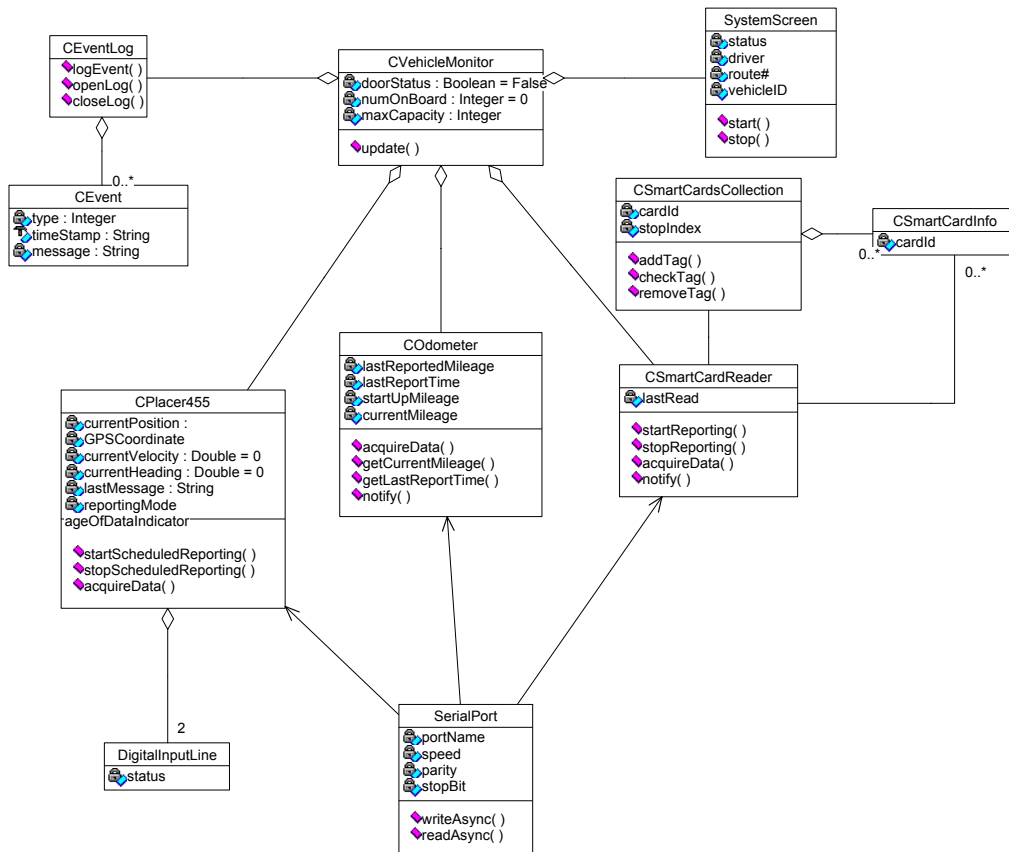 CEventLog
logEvent( )
openLog( )
closeLog( )
0..*
CEvent
type : Integer
timeStamp : String
message : String
CVehicleMonitor
doorStatus : Boolean = False
numOnBoard : Integer = 0
maxCapacity : Integer
update( )
SystemScreen
status
driver
route#
vehicleID
start( )
stop( )
CSmartCardsCollection
cardId
stopIndex
addTag( )
checkTag( )
removeTag( )
CSmartCardInfo
cardId
0..*
0..*
COdometer
lastReportedMileage
lastReportTime
startUpMileage
currentMileage
acquireData( )
getCurrentMileage( )
getLastReportTime( )
notify( )
CSmartCardReader
lastRead
startReporting( )
stopReporting( )
acquireData( )
notify( )
CPlacer455
currentPosition :
GPSCoordinate
currentVelocity : Double = 0
currentHeading : Double = 0
lastMessage : String
reportingMode
ageOfDataIndicator
startScheduledReporting( )
stopScheduledReporting( )
acquireData( )
2
DigitalInputLine
status
SerialPort
portName
speed
parity
stopBit
writeAsync( )
readAsync( )